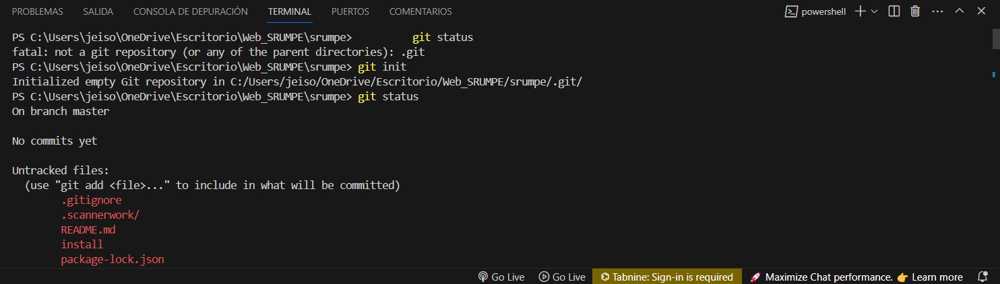 PROBLEMAS SALIDA CONSOLA DE DEPURACIÓN TERMINAL PUERTOS COMENTARIOS powershell
PS C:\Users\jeiso\OneDrive\Escritorio\Web_SRUMPE\srumpe> git status
fatal: not a git repository (or any of the parent directories): .git
PS C:\Users\jeiso\OneDrive\Escritorio\Web_SRUMPE\srumpe> git init
Initialized empty Git repository in C:/Users/jeiso/OneDrive/Escritorio/Web_SRUMPE/srumpe/.git/
PS C:\Users\jeiso\OneDrive\Escritorio\Web_SRUMPE\srumpe> git status
On branch master
No commits yet
Untracked files:
(use "git add <file>..." to include in what will be committed)
.gitignore
.scannerwork/
README.md
install
package-lock.json
Go Live Go Live Tabnine: Sign-in is required 🚀 Maximize Chat performance. 👉 Learn more